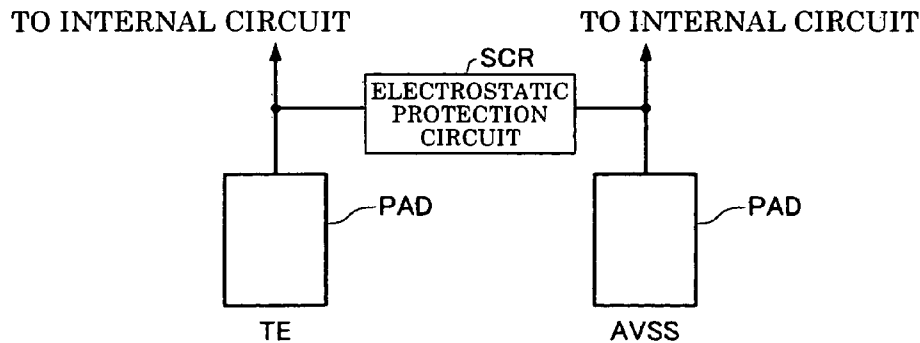 TO INTERNAL CIRCUIT
TO INTERNAL CIRCUIT
SCR
ELECTROSTATIC
PROTECTION
CIRCUIT
PAD
PAD
TE
AVSS